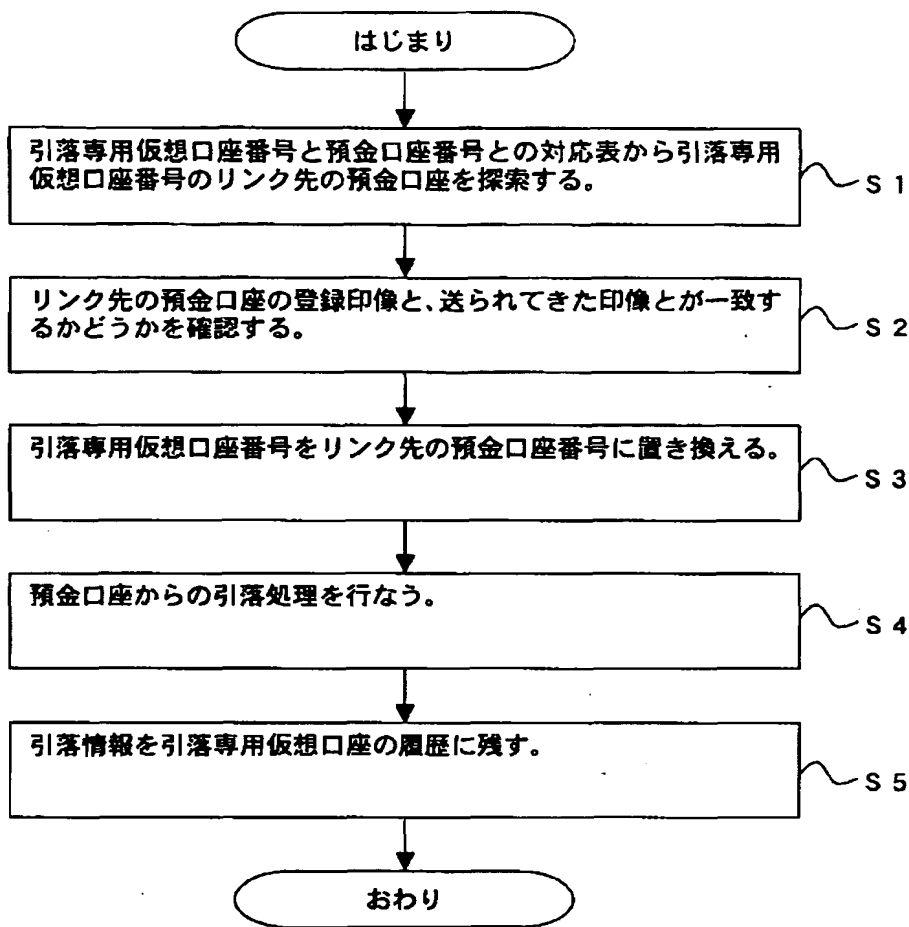 はじまり
引落専用仮想口座番号と預金口座番号との対応表から引落専用
仮想口座番号のリンク先の預金口座を探索する。
S 1
リンク先の預金口座の登録印像と、送られてきた印像とが一致す
るかどうかを確認する。
S 2
引落専用仮想口座番号をリンク先の預金口座番号に置き換える。
S 3
預金口座からの引落処理を行なう。
S 4
引落情報を引落専用仮想口座の履歴に残す。
S 5
おわり